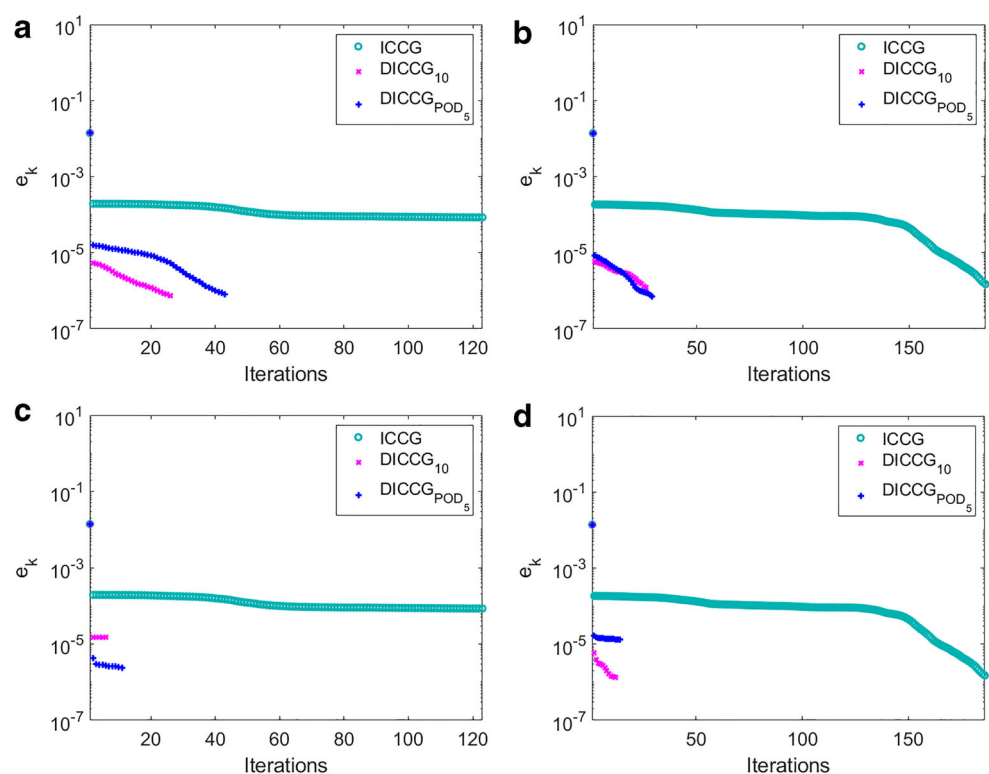 a
10^1
10^-1
10^-3
10^-5
10^-7
e_k
20
40
60
80
100
120
Iterations
ICCG
DICCG_10
DICCG_POD_5
b
10^1
10^-1
10^-3
10^-5
10^-7
e_k
50
100
150
Iterations
ICCG
DICCG_10
DICCG_POD_5
c
10^1
10^-1
10^-3
10^-5
10^-7
e_k
20
40
60
80
100
120
Iterations
ICCG
DICCG_10
DICCG_POD_5
d
10^1
10^-1
10^-3
10^-5
10^-7
e_k
50
100
150
Iterations
ICCG
DICCG_10
DICCG_POD_5